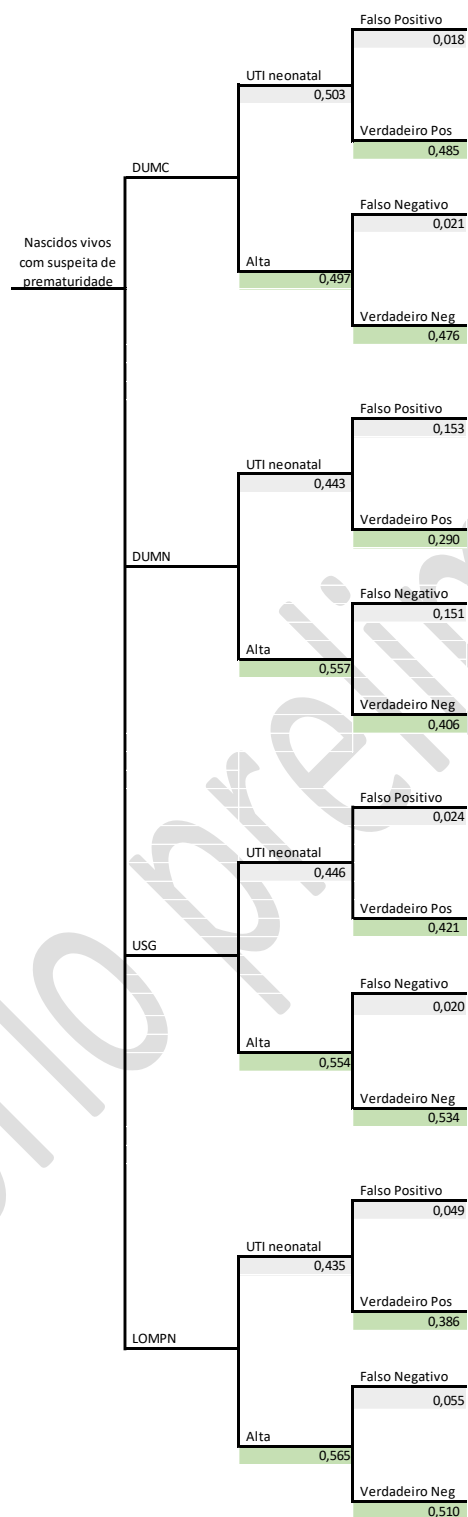 Nascidos vivos
com suspeita de
prematuridade
DUMC
UTI neonatal
0,503
Falso Positivo
0,018
Verdadeiro Pos
0,485
Alta
0,497
Falso Negativo
0,021
Verdadeiro Neg
0,476
DUMN
UTI neonatal
0,443
Falso Positivo
0,153
Verdadeiro Pos
0,290
Alta
0,557
Falso Negativo
0,151
Verdadeiro Neg
0,406
USG
UTI neonatal
0,446
Falso Positivo
0,024
Verdadeiro Pos
0,421
Alta
0,554
Falso Negativo
0,020
Verdadeiro Neg
0,534
LOMPN
UTI neonatal
0,435
Falso Positivo
0,049
Verdadeiro Pos
0,386
Alta
0,565
Falso Negativo
0,055
Verdadeiro Neg
0,510